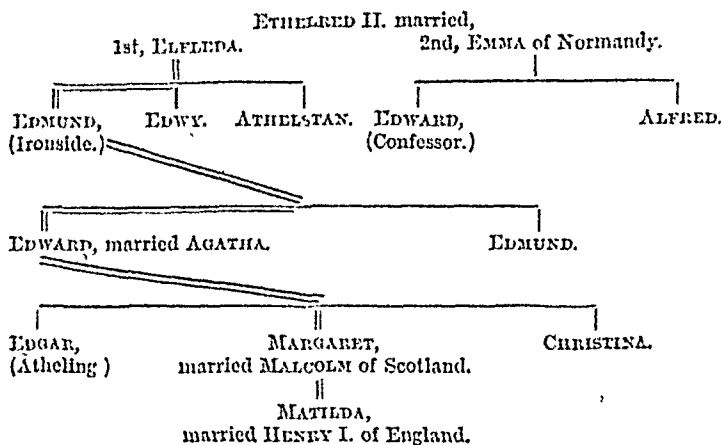 ETHELRED II. married,
1st, ELFLEDA. 2nd, EMMA of Normandy.
EDMUND, EDWY. ATHELSTAN. EDWARD, ALFRED.
(Ironside.) (Confessor.)
EDWARD, married AGATHA. EDMUND.
EDGAR, MARGARET, CHRISTINA.
(Atheling) married MALCOLM of Scotland.
MATILDA,
married HENRY I. of England.